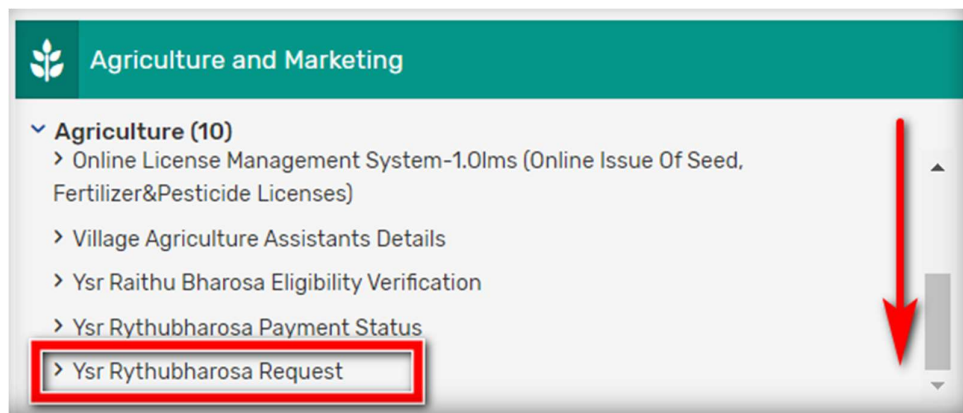 Agriculture and Marketing
Agriculture (10)
> Online License Management System-1.Olms (Online Issue Of Seed,
Fertilizer&Pesticide Licenses)
> Village Agriculture Assistants Details
> Ysr Raithu Bharosa Eligibility Verification
> Ysr Rythubharosa Payment Status
> Ysr Rythubharosa Request